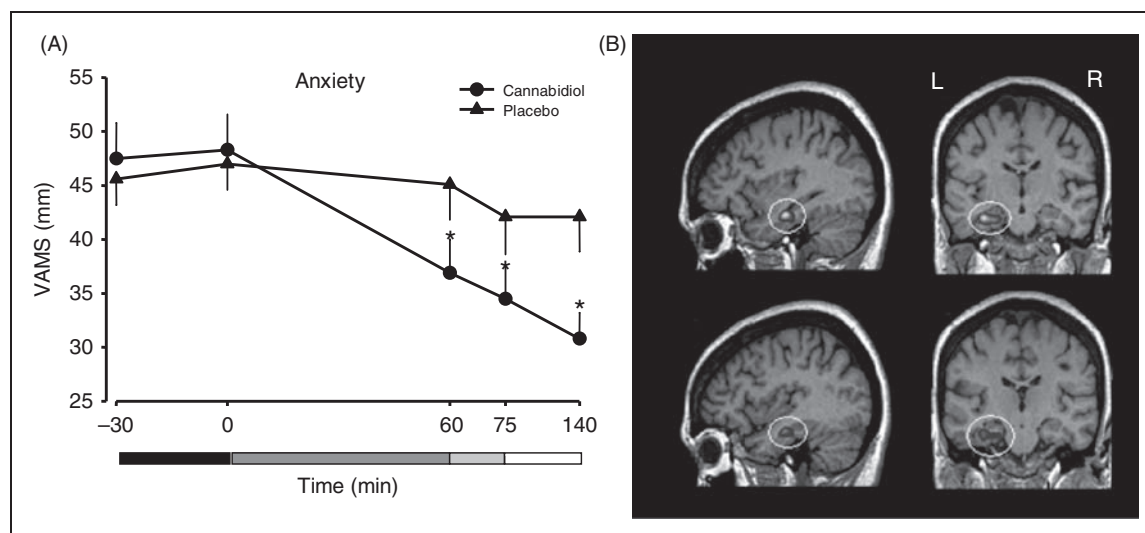 (A)
Anxiety
Cannabidiol
Placebo
VAMS (mm)
55
50
45
40
35
30
25
*
*
*
–30
0
60
75
140
Time (min)
(B)
L
R